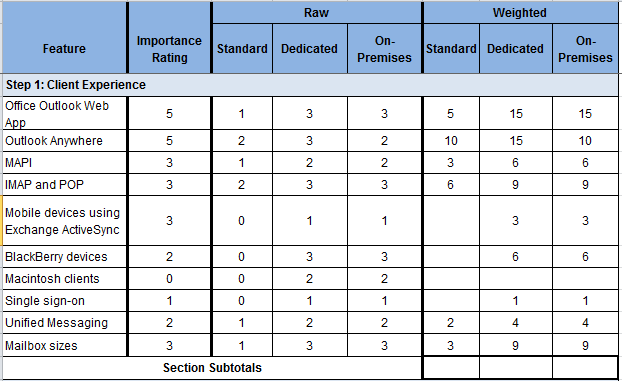 Raw Weighted
Feature Importance Rating Standard Dedicated On-Premises Standard Dedicated On-Premises
Step 1: Client Experience
Office Outlook Web App 5 1 3 3 5 15 15
Outlook Anywhere 5 2 3 2 10 15 10
MAPI 3 1 2 2 3 6 6
IMAP and POP 3 2 3 3 6 9 9
Mobile devices using Exchange ActiveSync 3 0 1 1 3 3
BlackBerry devices 2 0 3 3 6 6
Macintosh clients 0 0 2 2
Single sign-on 1 0 1 1 1 1
Unified Messaging 2 1 2 2 2 4 4
Mailbox sizes 3 1 3 3 3 9 9
Section Subtotals